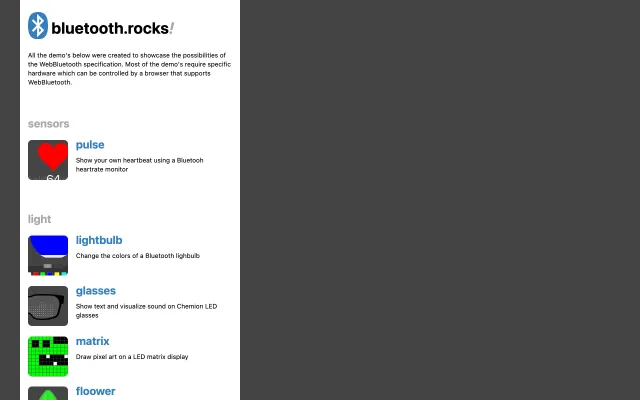 bluetooth.rocks!
All the demo's below were created to showcase the possibilities of
the WebBluetooth specification. Most of the demo's require specific
hardware which can be controlled by a browser that supports
WebBluetooth.
sensors
pulse
Show your own heartbeat using a Bluetooh
heartrate monitor
64
light
lightbulb
Change the colors of a Bluetooth lighbulb
glasses
Show text and visualize sound on Chemion LED
glasses
matrix
Draw pixel art on a LED matrix display
floower